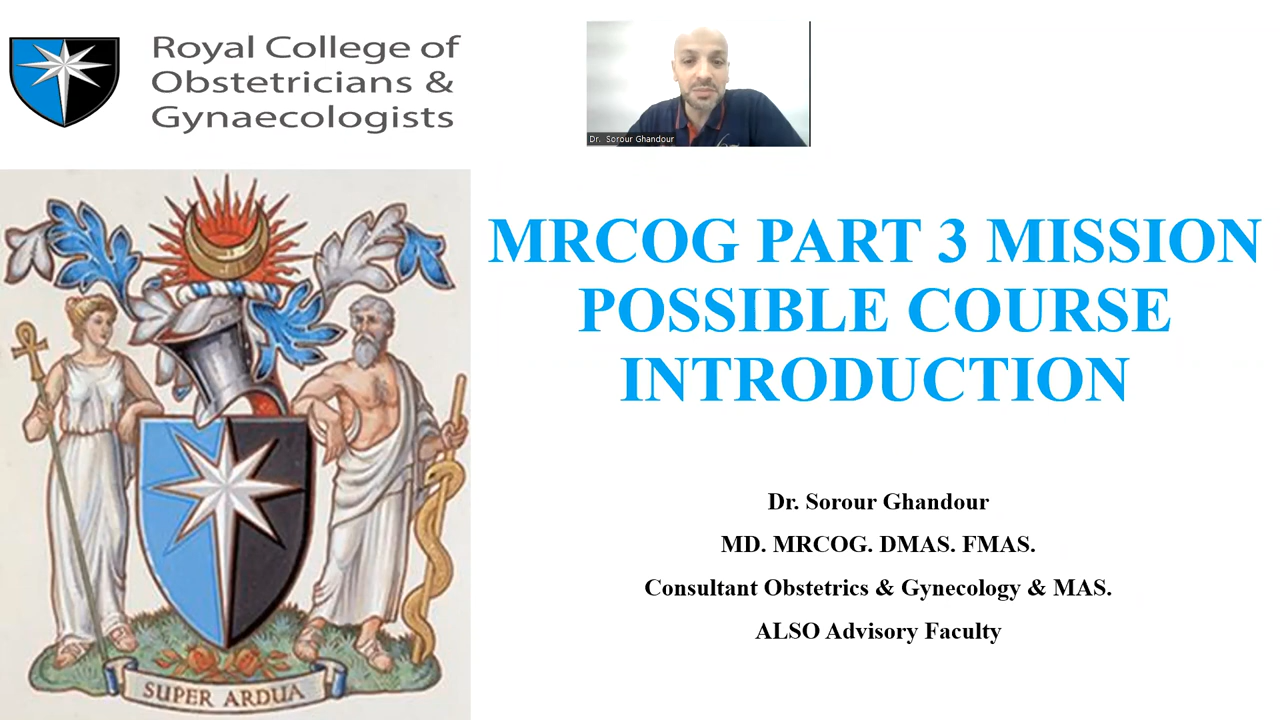 Royal College of
Obstetricians &
Gynaecologists
Dr. Sorour Ghandour
MRCOG PART 3 MISSION
POSSIBLE COURSE
INTRODUCTION
Dr. Sorour Ghandour
MD. MRCOG. DMAS. FMAS.
Consultant Obstetrics & Gynecology & MAS.
ALSO Advisory Faculty
SUPER ARDUA